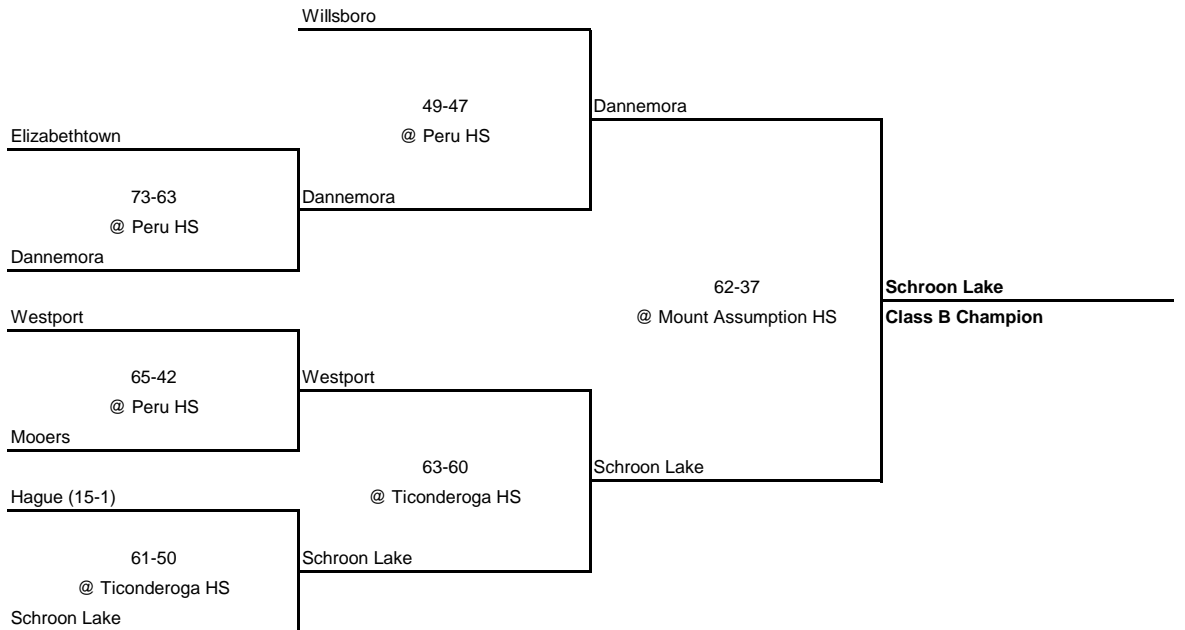 Willsboro
49-47
@ Peru HS
Dannemora
Elizabethtown
73-63
@ Peru HS
Dannemora
Dannemora
62-37
@ Mount Assumption HS
Schroon Lake
Class B Champion
Westport
65-42
@ Peru HS
Westport
Mooers
63-60
@ Ticonderoga HS
Schroon Lake
Hague (15-1)
61-50
@ Ticonderoga HS
Schroon Lake
Schroon Lake